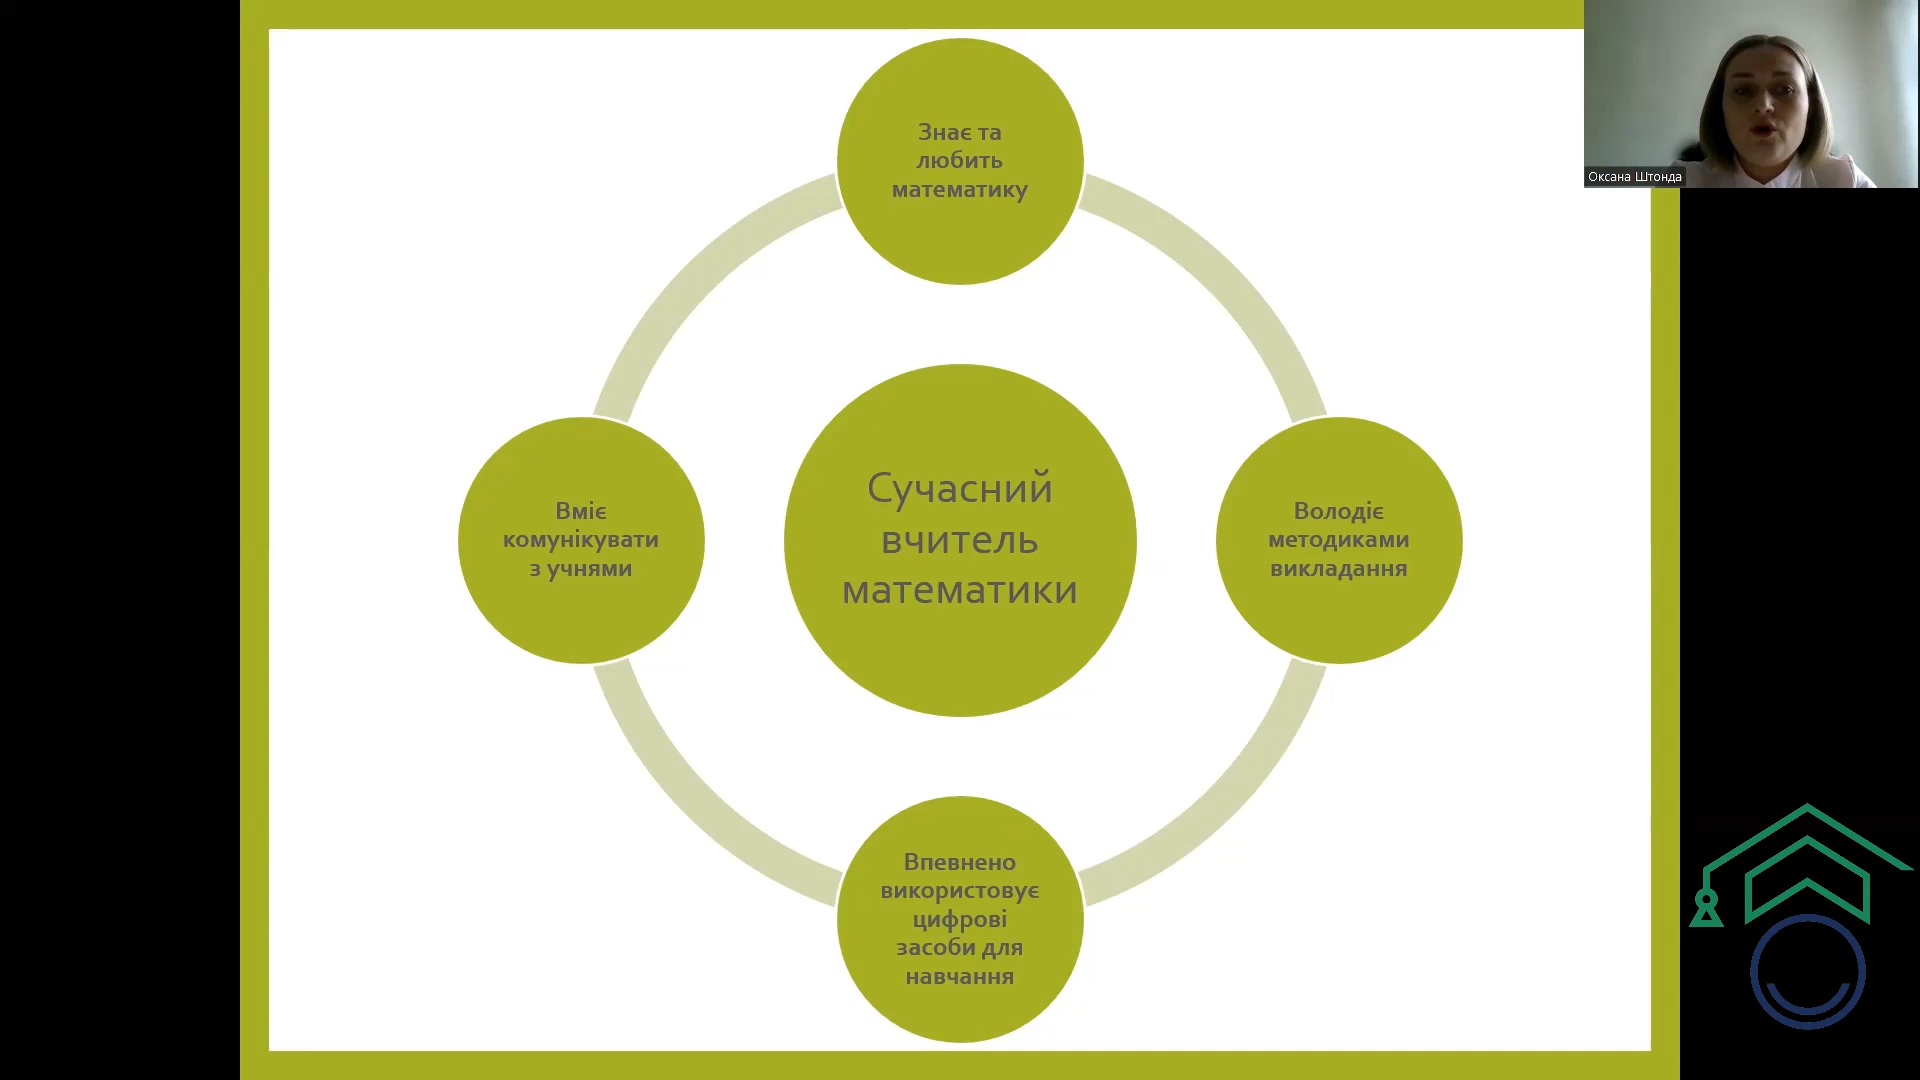 Знає та
любить
математику
Оксана Штонда
Вміє
комунікувати
з учнями
Сучасний
вчитель
математики
Володіє
методиками
викладання
Впевнено
використовує
цифрові
засоби для
навчання